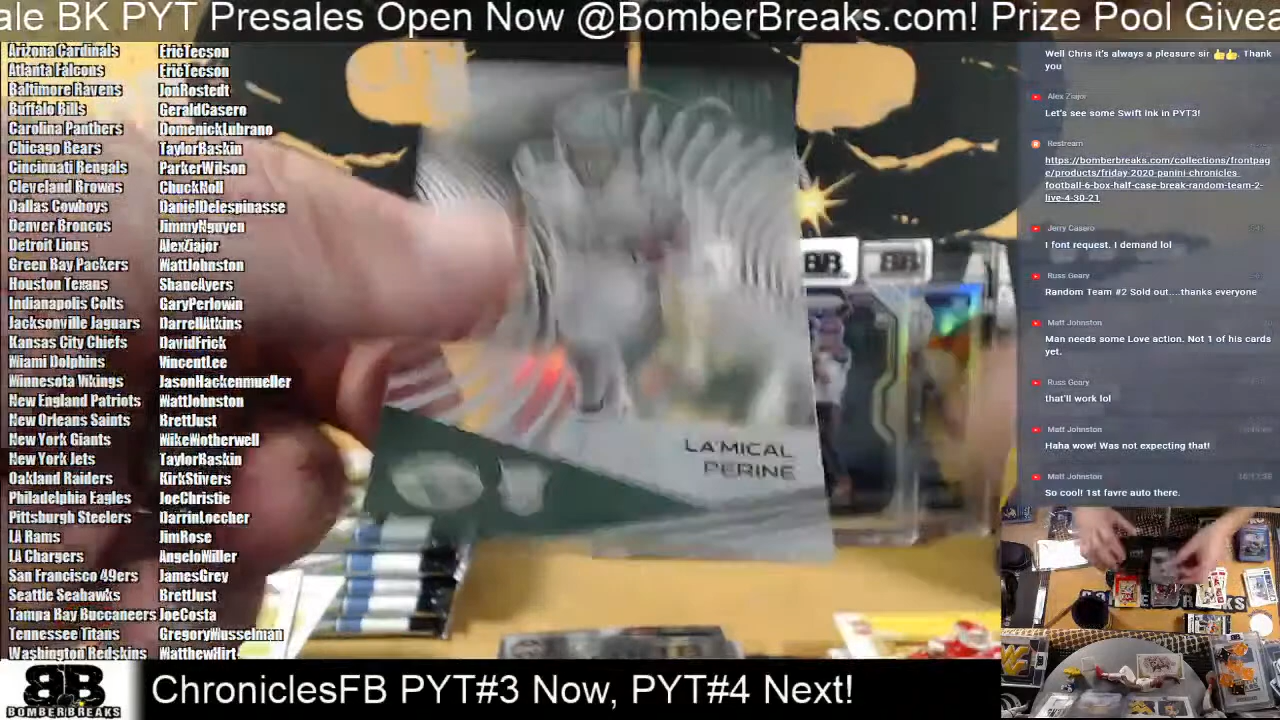 ale BK PYT Presales Open Now @BomberBreaks.com! Prize Pool Givea
Arizona Cardinals EricTecson
Atlanta Falcons EricTecson
Baltimore Ravens JonRostedt
Buffalo Bills GeraldCasero
Carolina Panthers DomenickLubrano
Chicago Bears TaylorBaskin
Cincinnati Bengals ParkerWilson
Cleveland Browns ChuckNoll
Dallas Cowboys DanielDelespinasse
Denver Broncos JimmyNguyen
Detroit Lions AlexZiajor
Green Bay Packers MattJohnston
Houston Texans ShaneAyers
Indianapolis Colts GaryPerlowin
Jacksonville Jaguars DarrellAtkins
Kansas City Chiefs DavidFrick
Miami Dolphins VincentLee
Minnesota Vikings JasonHackenmueller
New England Patriots MattJohnston
New Orleans Saints BrettJust
New York Giants MikeMotherwell
New York Jets TaylorBaskin
Oakland Raiders KirkStivers
Philadelphia Eagles JoeChristie
Pittsburgh Steelers DarrinLoecher
LA Rams JimRose
LA Chargers AngeloMiller
San Francisco 49ers JamesGrey
Seattle Seahawks BrettJust
Tampa Bay Buccaneers JoeCosta
Tennessee Titans GregoryMusselman
Washington Redskins MatthewHirt
LA'MICAL
PERINE
BB BB
Well Chris it's always a pleasure sir 👍👍. Thank
you
Alex Ziajor
Let's see some Swift Ink in PYT3!
Restream
https://bomberbreaks.com/collections/frontpag
e/products/friday-2020-panini-chronicles-
football-6-box-half-case-break-random-team-2-
live-4-30-21
Jerry Casero
I font request. I demand lol
Russ Geary
Random Team #2 Sold out....thanks everyone
Matt Johnston
Man needs some Love action. Not 1 of his cards
yet.
Russ Geary
that'll work lol
Matt Johnston
Haha wow! Was not expecting that!
Matt Johnston
So cool! 1st favre auto there.
BB
BOMBERBREAKS
ChroniclesFB PYT#3 Now, PYT#4 Next!